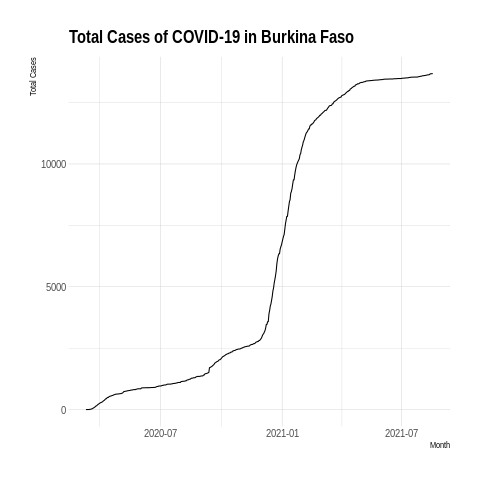 Total Cases of COVID-19 in Burkina Faso
Total Cases
10000
5000
0
2020-07 2021-01 2021-07
Month